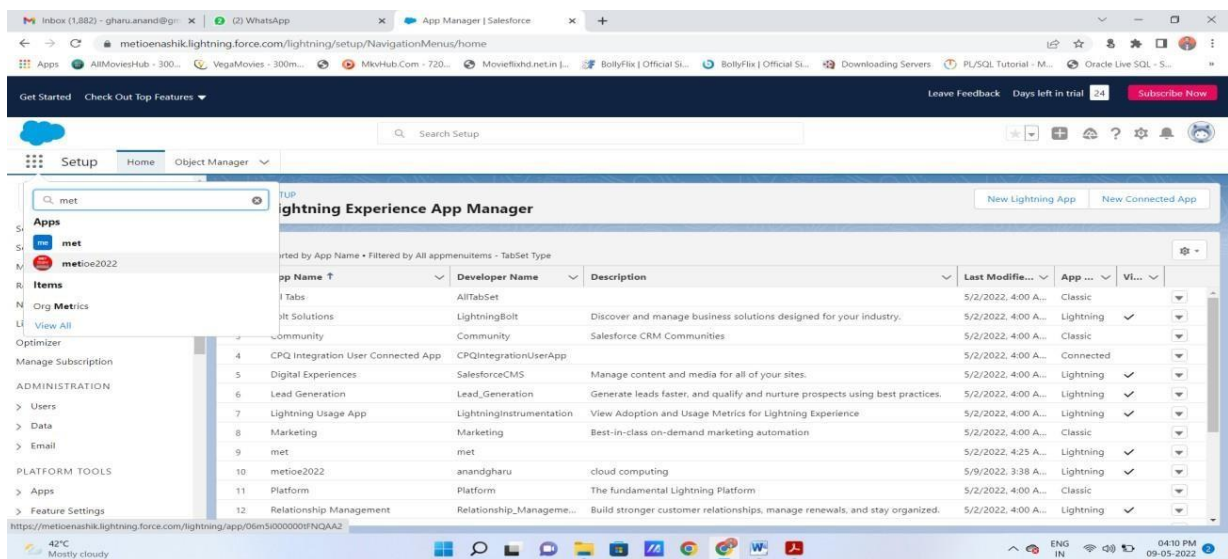 Inbox (1,882) - gharu.anand@gm
(2) WhatsApp
App Manager | Salesforce
metioenashik.lightning.force.com/lightning/setup/NavigationMenus/home
Apps
AllMoviesHub - 300...
VegaMovies - 300m...
MkvHub.Com - 720...
Movieflixhd.net.in |...
BollyFlix | Official Si...
BollyFlix | Official Si...
Downloading Servers
PL/SQL Tutorial - M...
Oracle Live SQL - S...
Get Started Check Out Top Features
Leave Feedback Days left in trial 24 Subscribe Now
Search Setup
Setup Home Object Manager
met
Apps
me met
metioe2022
Items
Org Metrics
View All
Optimizer
Manage Subscription
ADMINISTRATION
> Users
> Data
> Email
PLATFORM TOOLS
> Apps
> Feature Settings
TUP
ightning Experience App Manager
New Lightning App New Connected App
rted by App Name • Filtered by All appmenuitems - TabSet Type
pp Name ↑ Developer Name Description Last Modifie... App ... Vi...
l Tabs AllTabSet 5/2/2022, 4:00 A... Classic
olt Solutions LightningBolt Discover and manage business solutions designed for your industry. 5/2/2022, 4:00 A... Lightning ✓
Community Community Salesforce CRM Communities 5/2/2022, 4:00 A... Classic
4 CPQ Integration User Connected App CPQIntegrationUserApp 5/2/2022, 4:00 A... Connected
5 Digital Experiences SalesforceCMS Manage content and media for all of your sites. 5/2/2022, 4:00 A... Lightning ✓
6 Lead Generation Lead_Generation Generate leads faster, and qualify and nurture prospects using best practices. 5/2/2022, 4:00 A... Lightning ✓
7 Lightning Usage App LightningInstrumentation View Adoption and Usage Metrics for Lightning Experience 5/2/2022, 4:00 A... Lightning ✓
8 Marketing Marketing Best-in-class on-demand marketing automation 5/2/2022, 4:00 A... Classic
9 met met 5/2/2022, 4:25 A... Lightning ✓
10 metioe2022 anandgharu cloud computing 5/9/2022, 3:38 A... Lightning ✓
11 Platform Platform The fundamental Lightning Platform 5/2/2022, 4:00 A... Classic
12 Relationship Management Relationship_Manageme... Build stronger customer relationships, manage renewals, and stay organized. 5/2/2022, 4:00 A... Lightning ✓
https://metioenashik.lightning.force.com/lightning/app/06m5i000000tFNQAA2
42°C
Mostly cloudy
ENG
IN
04:10 PM
09-05-2022